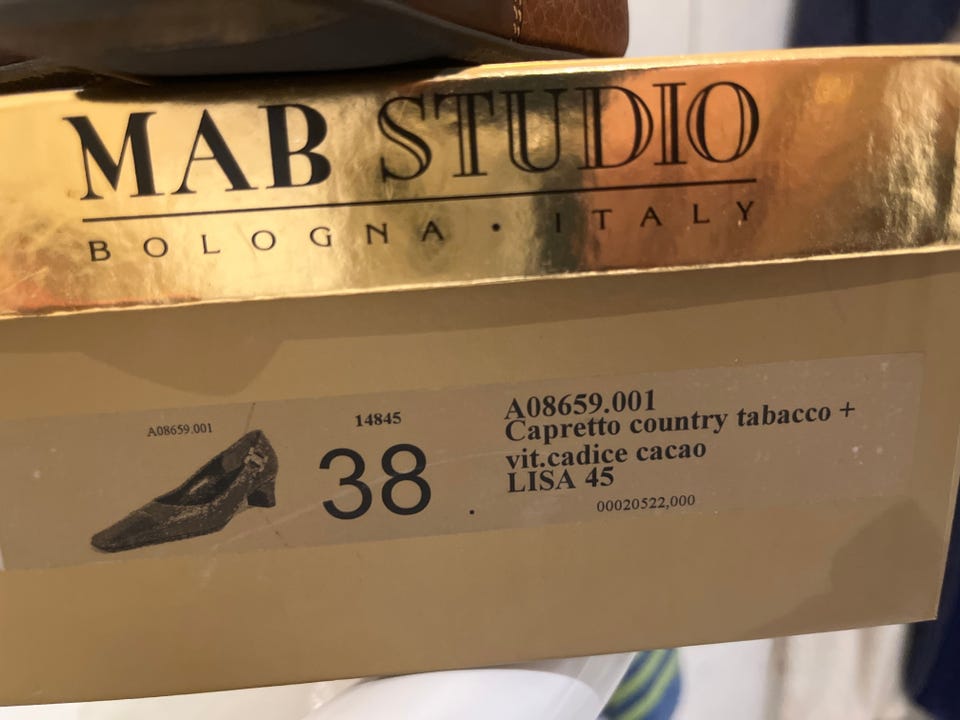 MAB STUDIO
BOLOGNA • ITALY
A08659.001
14845
38 .
A08659.001
Capretto country tabacco +
vit.cadice cacao
LISA 45
00020522,000